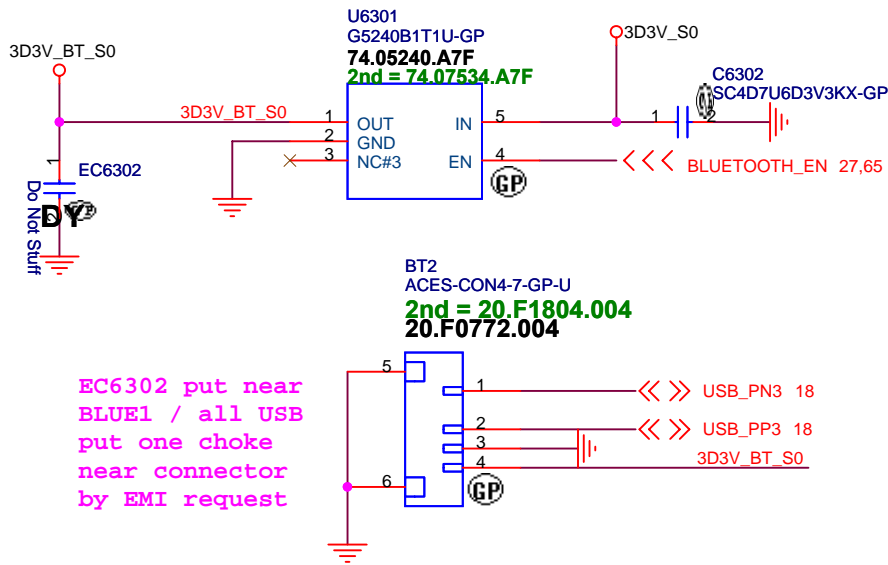 U6301
G5240B1T1U-GP
74.05240.A7F
2nd = 74.07534.A7F
3D3V_BT_S0
3D3V_S0
C6302
SC4D7U6D3V3KX-GP
3D3V_BT_S0
1 OUT IN 5
2 GND
3 NC#3 EN 4
1 2
GP
BLUETOOTH_EN 27,65
1
EC6302
2
DY
Do Not Stuff
BT2
ACES-CON4-7-GP-U
2nd = 20.F1804.004
20.F0772.004
5
1 USB_PN3 18
2 USB_PP3 18
3
4 3D3V_BT_S0
6
GP
EC6302 put near
BLUE1 / all USB
put one choke
near connector
by EMI request